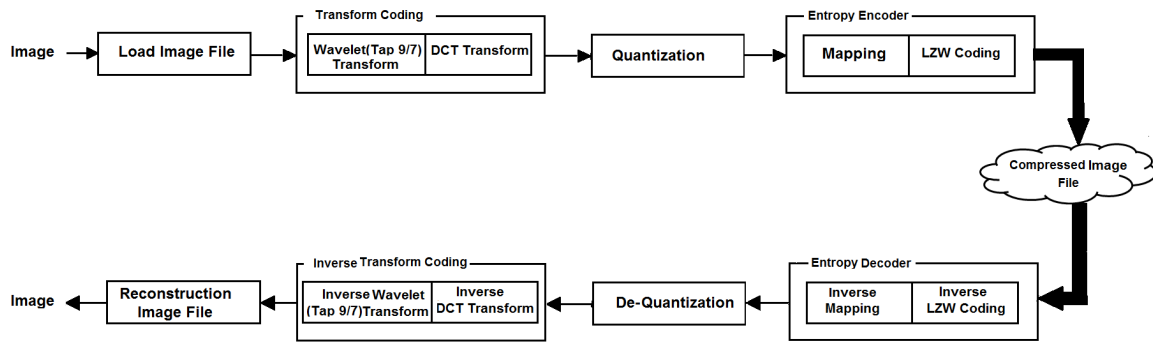 Transform Coding
Entropy Encoder
Image
Load Image File
Wavelet(Tap 9/7)
Transform
DCT Transform
Quantization
Mapping
LZW Coding
Compressed Image
File
Entropy Decoder
Inverse
Mapping
Inverse
LZW Coding
De-Quantization
Inverse Transform Coding
Inverse Wavelet
(Tap 9/7)Transform
Inverse
DCT Transform
Reconstruction
Image File
Image